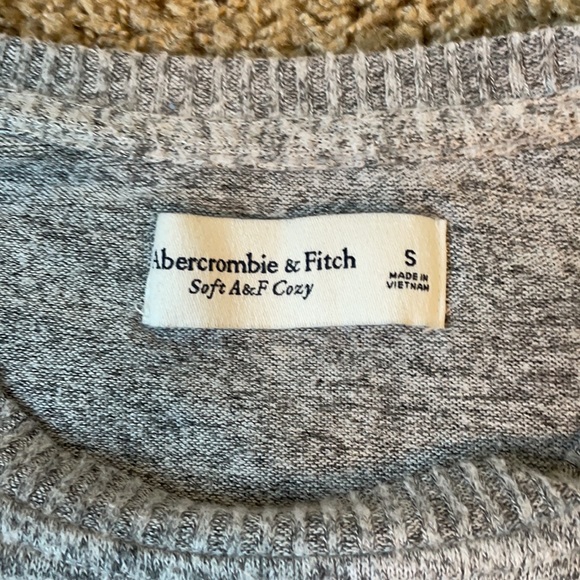 Abercrombie & Fitch
Soft A&F Cozy
S
MADE IN
VIETNAM